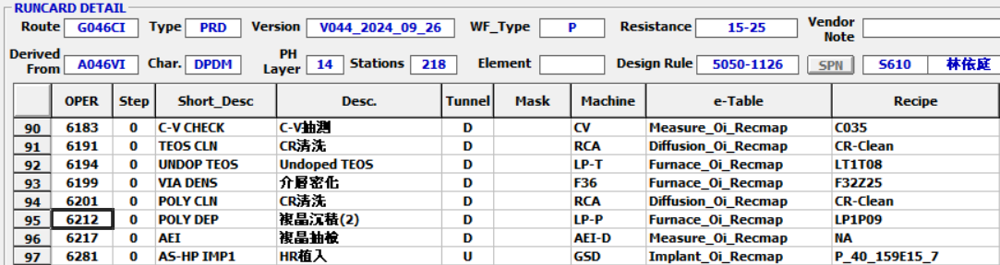 RUNCARD DETAIL
Route G046CI Type PRD Version V044_2024_09_26 WF_Type P Resistance 15-25 Vendor Note
Derived From A046VI Char. DPDM PH Layer 14 Stations 218 Element Design Rule 5050-1126 SPN S610 林依庭
OPER Step Short_Desc Desc. Tunnel Mask Machine e-Table Recipe
90 6183 0 C-V CHECK C-V抽測 D CV Measure_Oi_Recmap C035
91 6191 0 TEOS CLN CR清洗 D RCA Diffusion_Oi_Recmap CR-Clean
92 6194 0 UNDOP TEOS Undoped TEOS D LP-T Furnace_Oi_Recmap LT1T08
93 6199 0 VIA DENS 介層密化 D F36 Furnace_Oi_Recmap F32Z25
94 6201 0 POLY CLN CR清洗 D RCA Diffusion_Oi_Recmap CR-Clean
95 6212 0 POLY DEP 複晶沉積(2) D LP-P Furnace_Oi_Recmap LP1P09
96 6217 0 AEI 複晶抽檢 D AEI-D Measure_Oi_Recmap NA
97 6281 0 AS-HP IMP1 HR植入 U GSD Implant_Oi_Recmap P_40_159E15_7